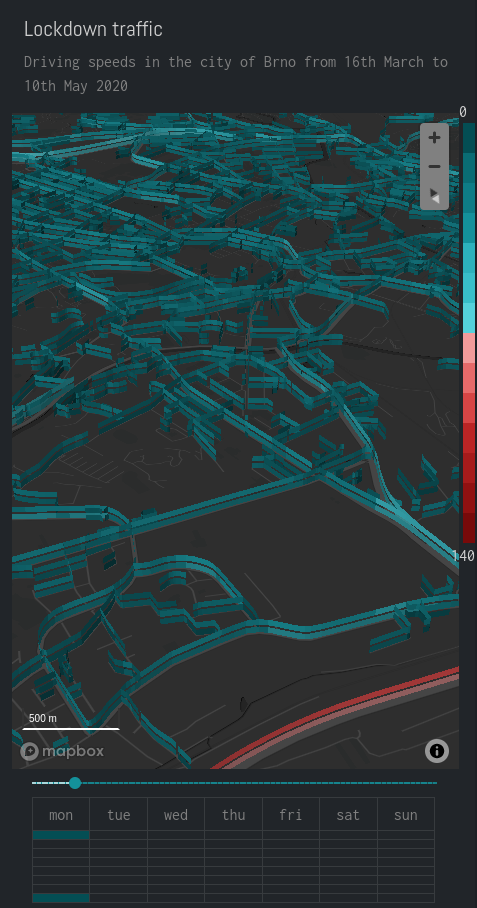 Lockdown traffic
Driving speeds in the city of Brno from 16th March to
10th May 2020
0
140
500 m
mapbox
mon tue wed thu fri sat sun